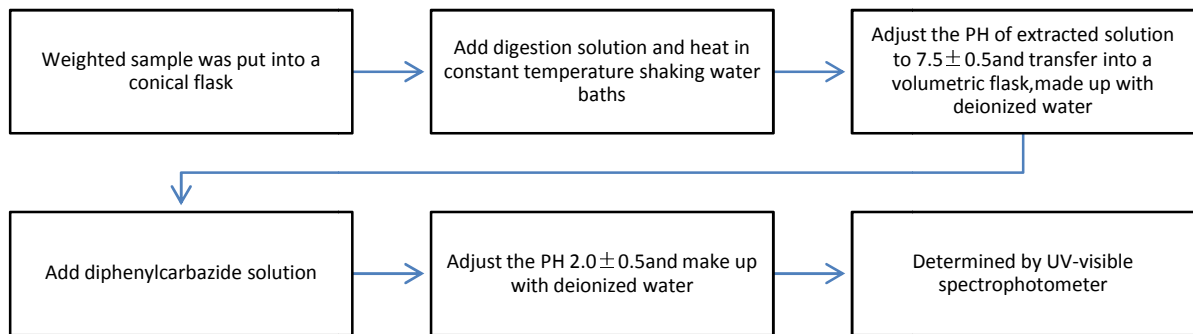 Weighted sample was put into a
conical flask
Add digestion solution and heat in
constant temperature shaking water
baths
Adjust the PH of extracted solution
to 7.5±0.5and transfer into a
volumetric flask,made up with
deionized water
Add diphenylcarbazide solution
Adjust the PH 2.0±0.5and make up
with deionized water
Determined by UV-visible
spectrophotometer